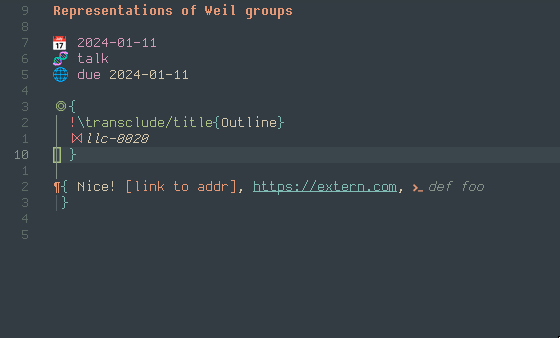 9 Representations of Weil groups
8
7 📅 2024-01-11
6 🧬 talk
5 🌐 due 2024-01-11
4
3 ◎{
2 !\transclude/title{Outline}
1 ⋈llc-0020
10 }
1
2 ¶{ Nice! [link to addr], https://extern.com, >_def foo
3 }
4
5